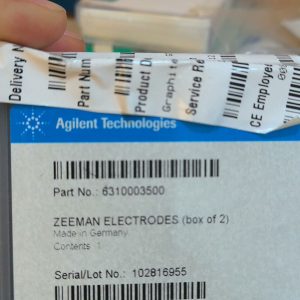 Delivery N
Part Num
Product D
Graphite
Service Re
CE Employee
Agilent Technologies
Part No.: 6310003500
ZEEMAN ELECTRODES (box of 2)
Made in Germany
Contents: 1
Serial/Lot No.: 102816955